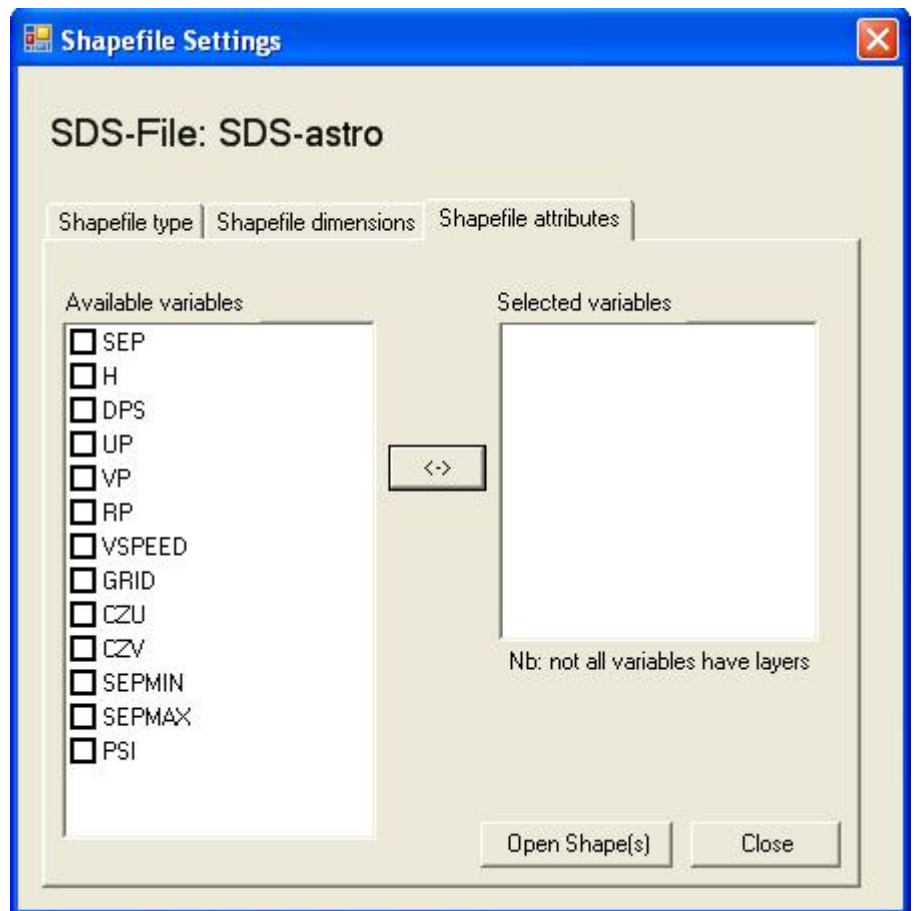 Shapefile Settings
SDS-File: SDS-astro
Shapefile type
Shapefile dimensions
Shapefile attributes
Available variables
SEP
H
DPS
UP
VP
RP
VSPEED
GRID
CZU
CZV
SEPMIN
SEPMAX
PSI
<->
Selected variables
Nb: not all variables have layers
Open Shape(s)
Close